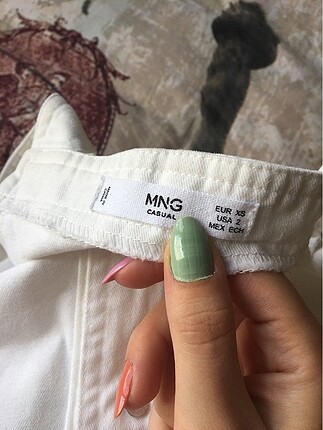 MNG
CASUAL
EUR XS
USA 2
MEX ECH